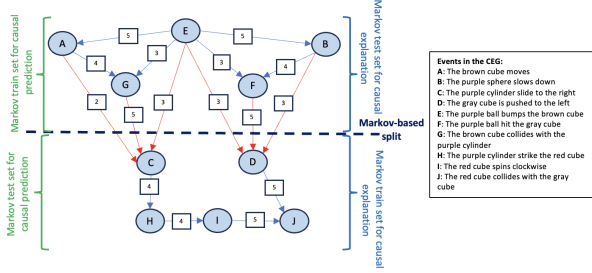 Markov train set for causal
prediction
Markov test set for
causal prediction
A
E
B
G
F
5
5
4
3
3
4
2
5
3
3
3
3
Markov test set for causal
explanation
Markov-based
split
C
D
4
5
H
4
I
5
J
Markov train set for causal
explanation
Events in the CEG:
A: The brown cube moves
B: The purple sphere slows down
C: The purple cylinder slide to the right
D: The gray cube is pushed to the left
E: The purple ball bumps the brown cube
F: The purple ball hit the gray cube
G: The brown cube collides with the
purple cylinder
H: The purple cylinder strike the red cube
I: The red cube spins clockwise
J: The red cube collides with the gray
cube